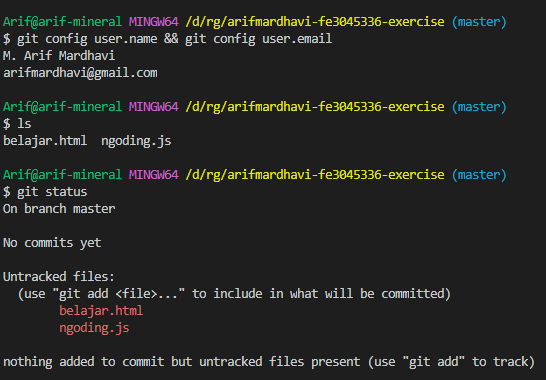 Arif@arif-mineral MINGW64 /d/rg/arifmardhavi-fe3045336-exercise (master)
$ git config user.name && git config user.email
M. Arif Mardhavi
arifmardhavi@gmail.com
Arif@arif-mineral MINGW64 /d/rg/arifmardhavi-fe3045336-exercise (master)
$ ls
belajar.html  ngoding.js
Arif@arif-mineral MINGW64 /d/rg/arifmardhavi-fe3045336-exercise (master)
$ git status
On branch master
No commits yet
Untracked files:
  (use "git add <file>..." to include in what will be committed)
        belajar.html
        ngoding.js
nothing added to commit but untracked files present (use "git add" to track)